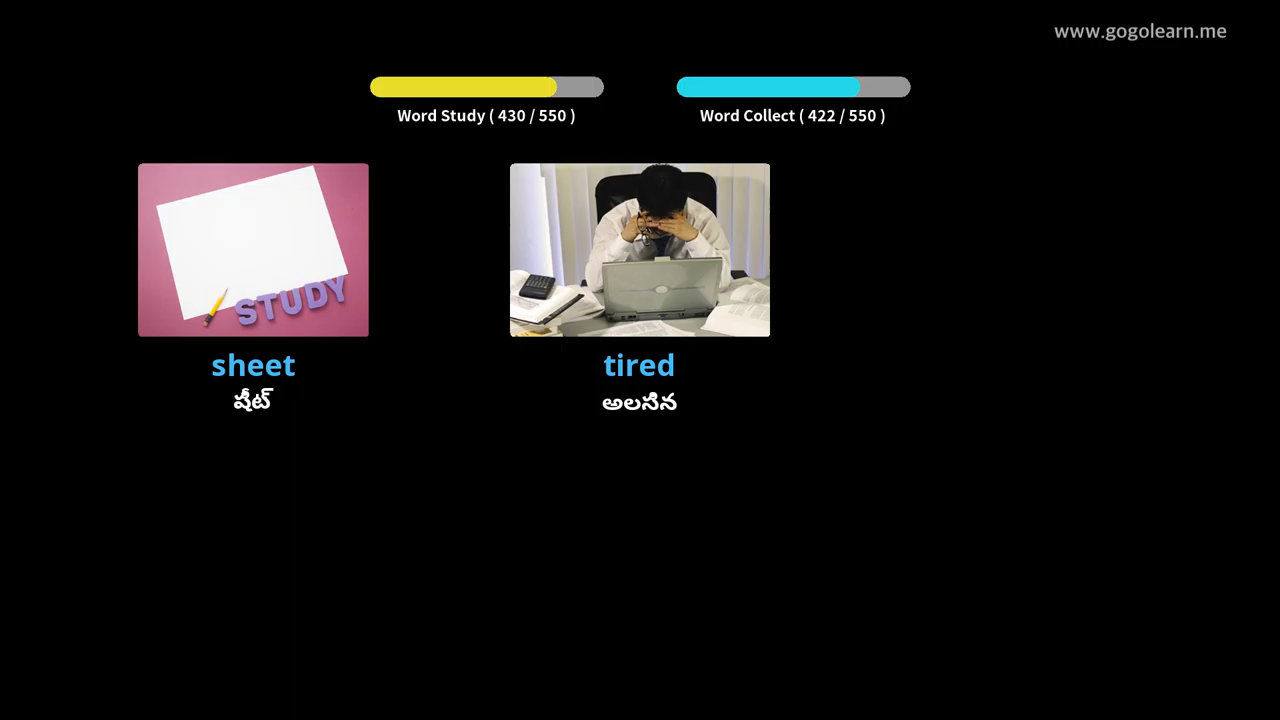 www.gogolearn.me
Word Study ( 430 / 550 )
Word Collect ( 422 / 550 )
STUDY
sheet
షీట్
tired
అలసిన